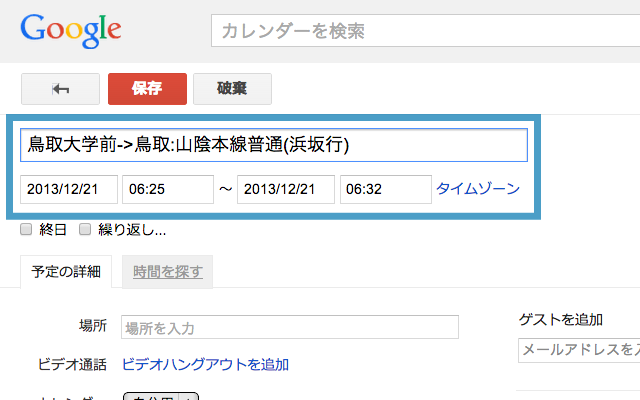 Google カレンダーを検索
保存 破棄
鳥取大学前->鳥取:山陰本線普通(浜坂行)
2013/12/21 06:25 ～ 2013/12/21 06:32 タイムゾーン
終日 繰り返し...
予定の詳細 時間を探す
場所 場所を入力
ゲストを追加
メールアドレスを入
ビデオ通話 ビデオハングアウトを追加